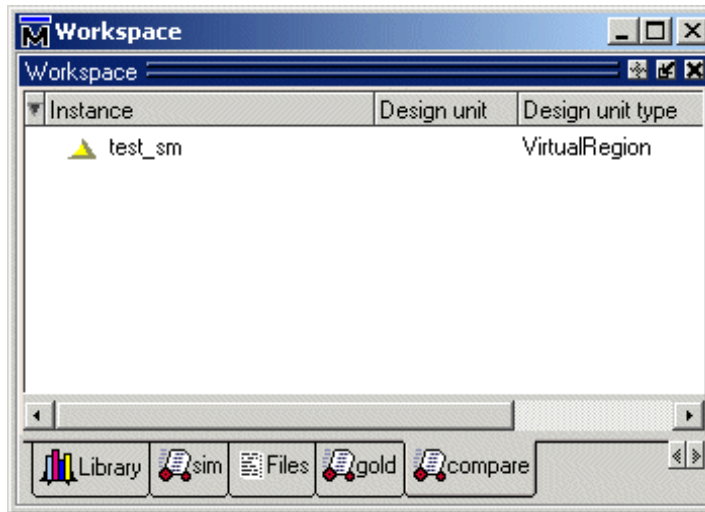 Workspace
Workspace
Instance Design unit Design unit type
test_sm VirtualRegion
Library sim Files gold compare